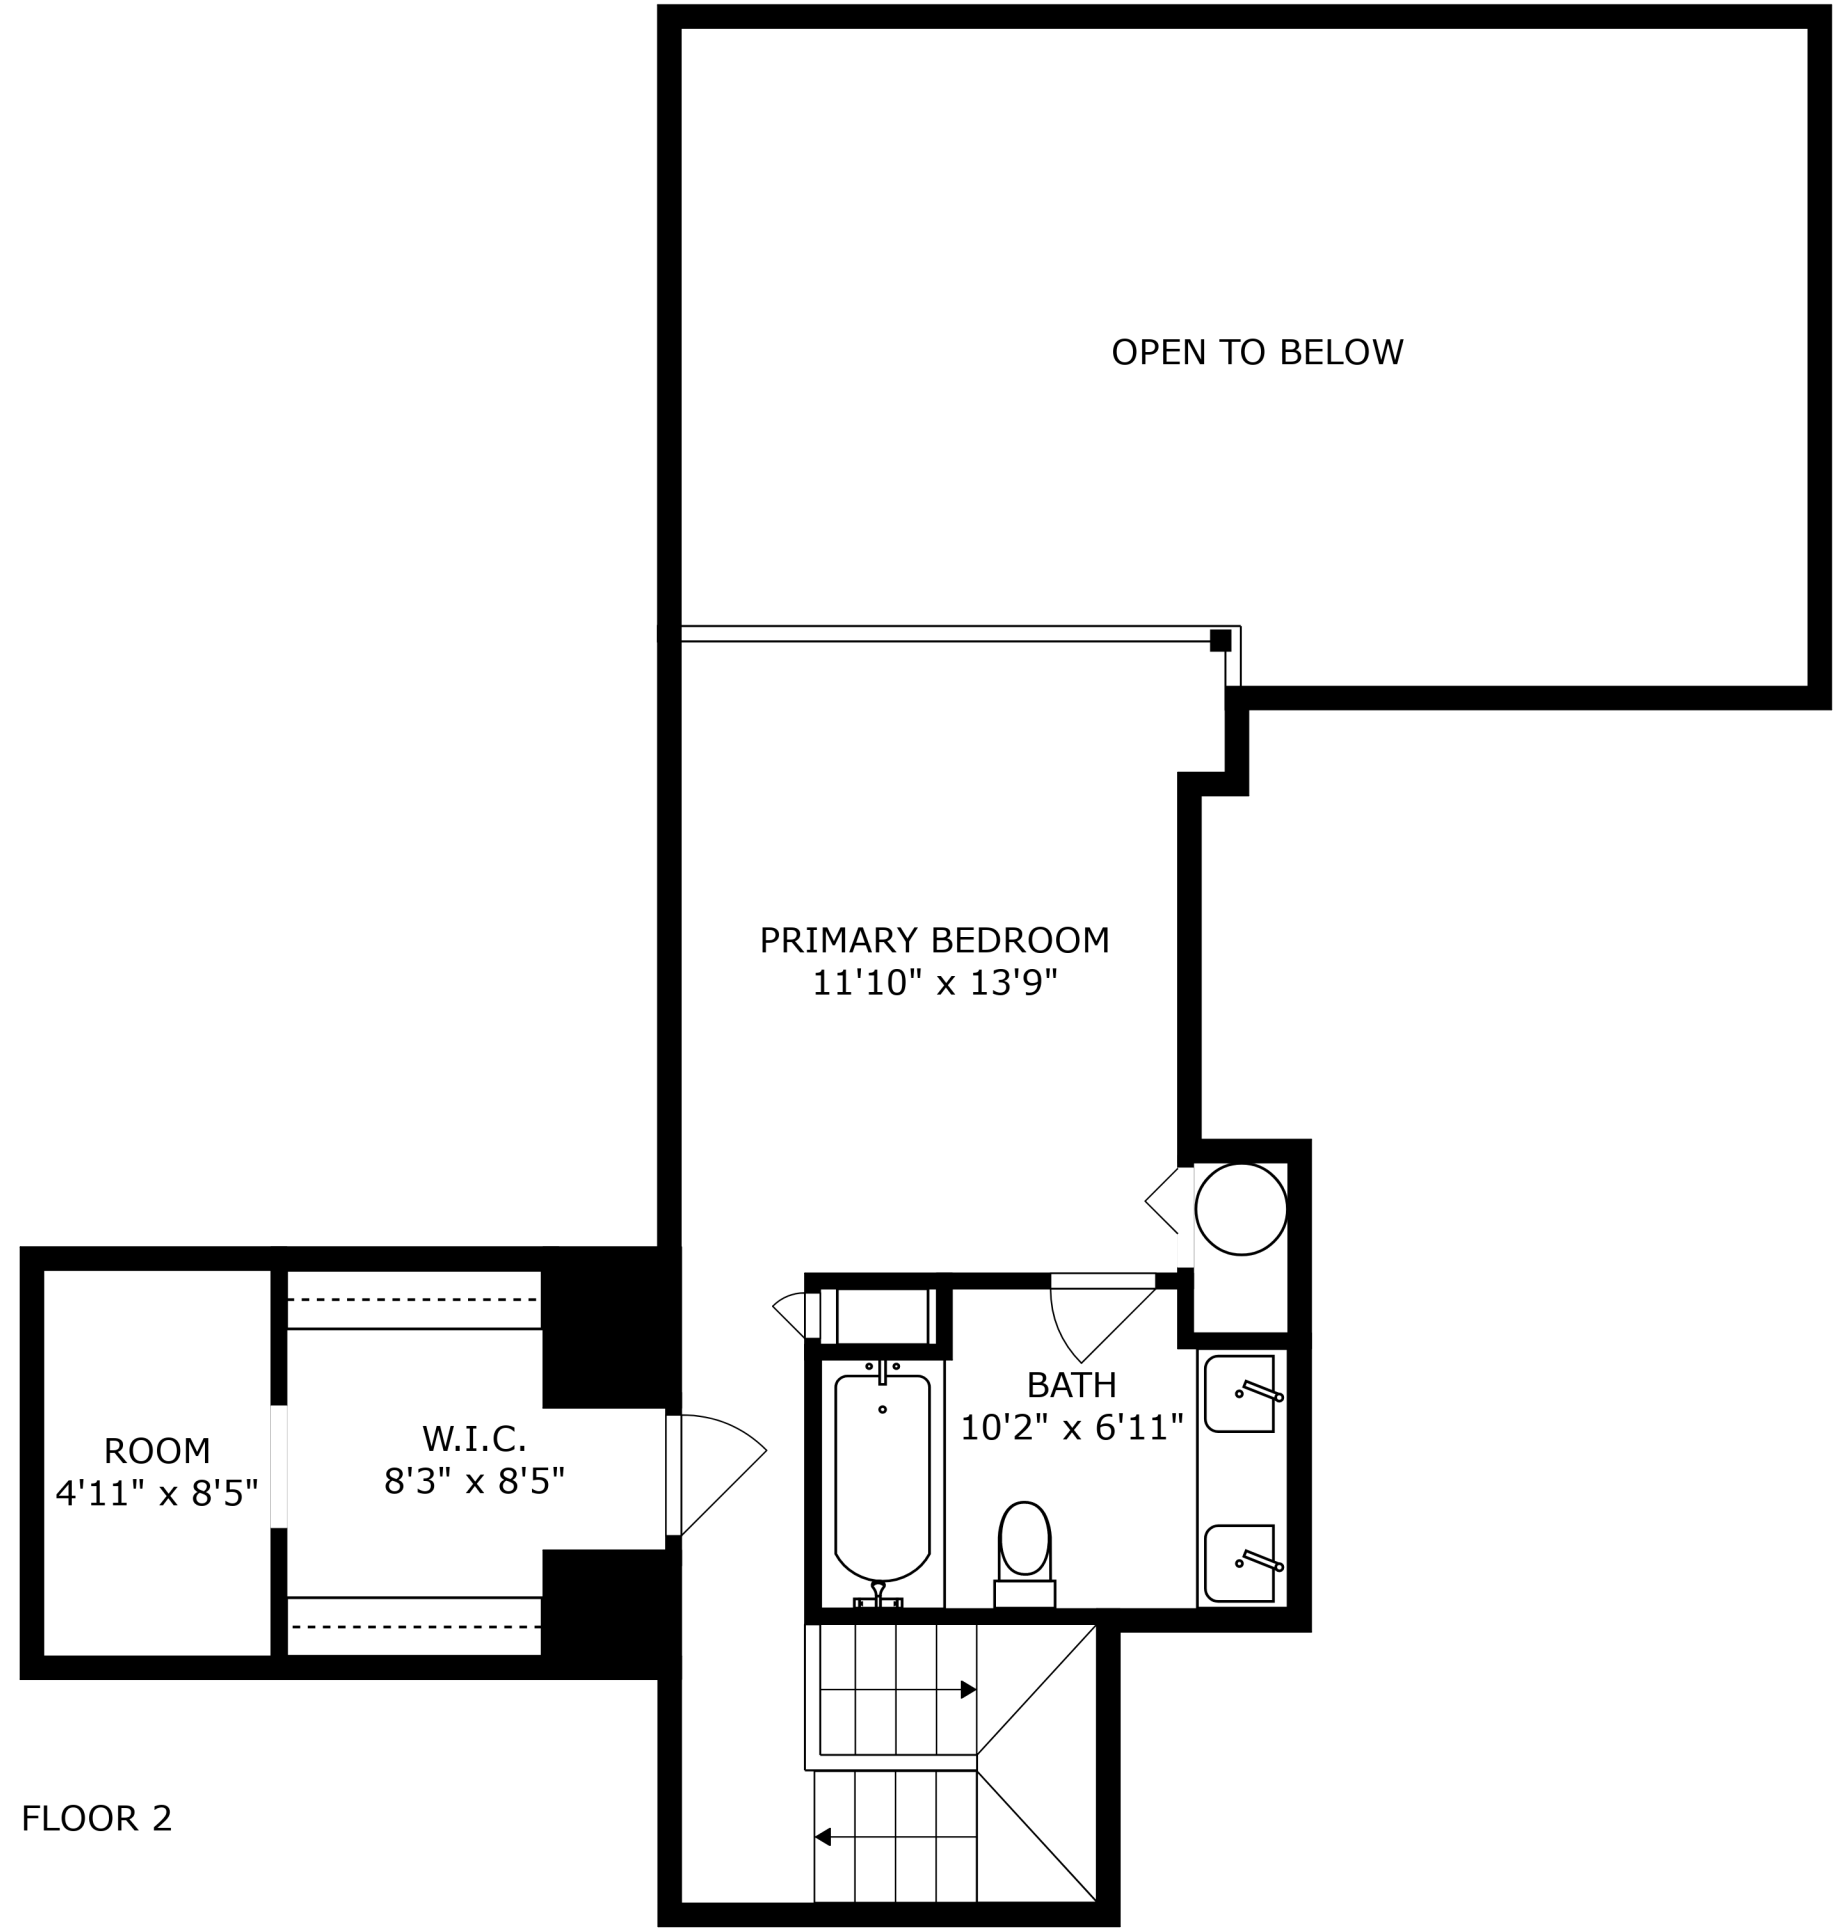 OPEN TO BELOW
PRIMARY BEDROOM
11'10" x 13'9"
BATH
10'2" x 6'11"
W.I.C.
8'3" x 8'5"
ROOM
4'11" x 8'5"
FLOOR 2